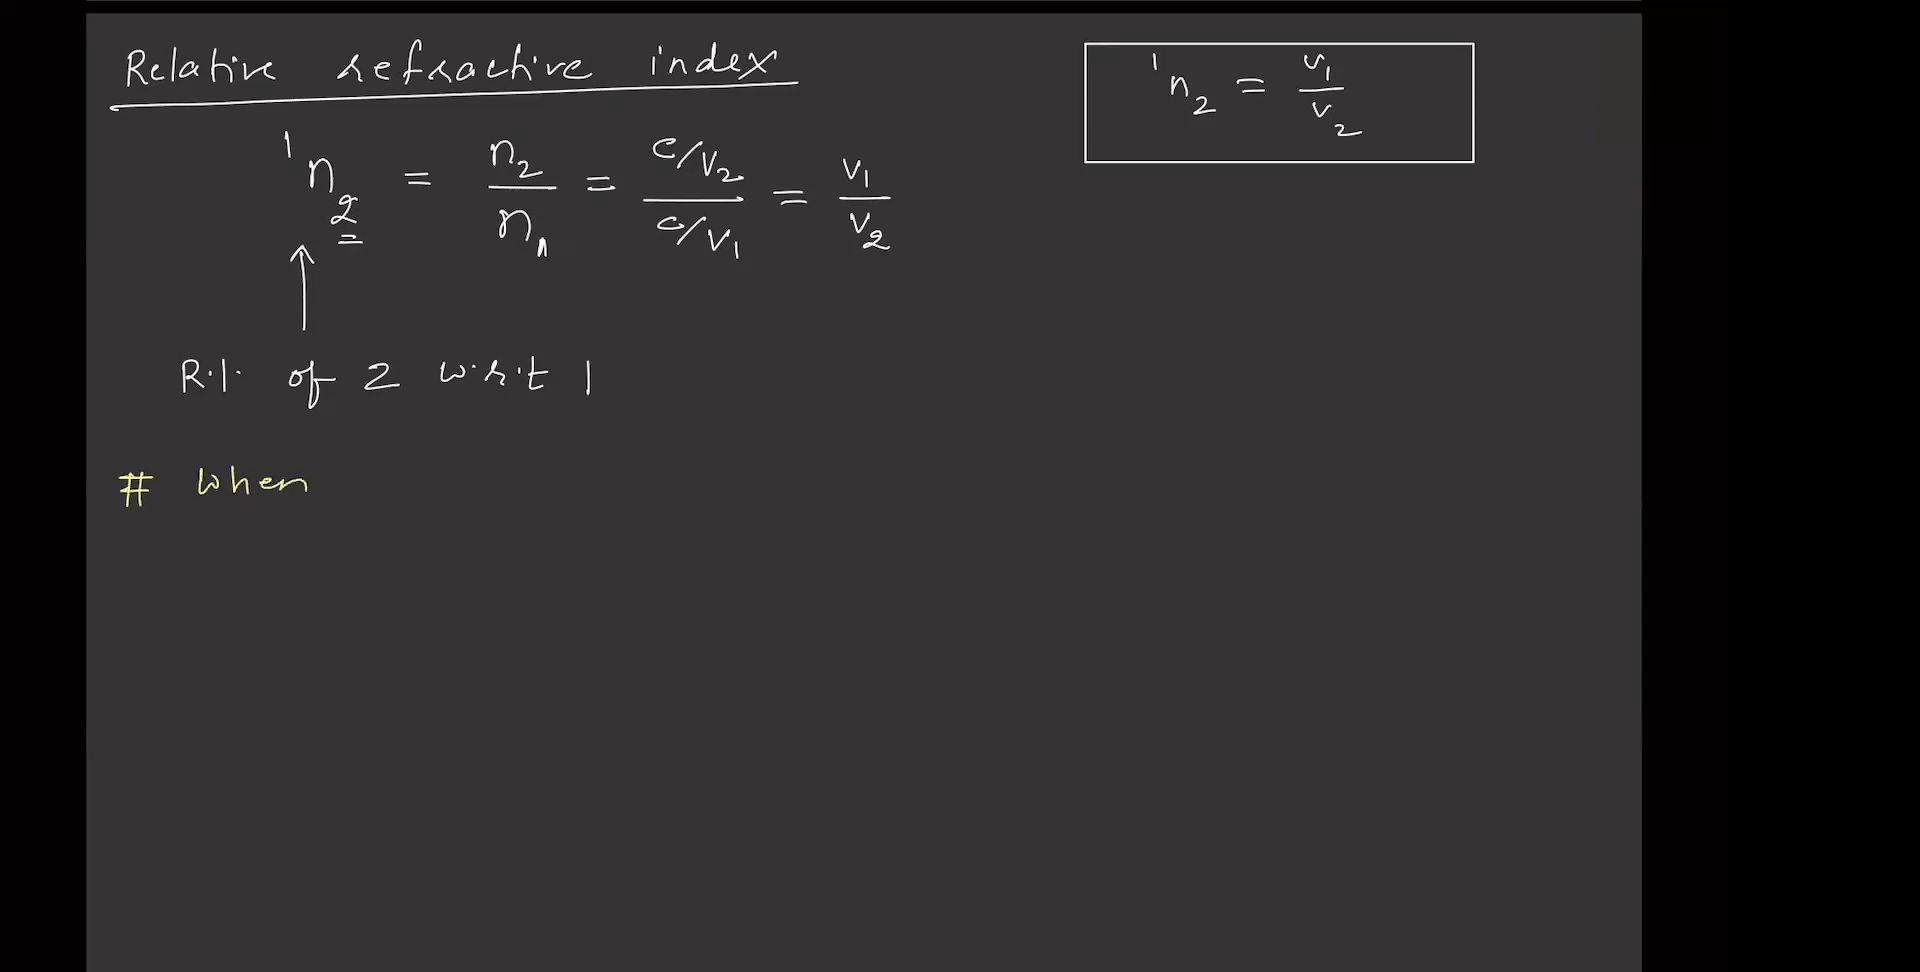 Relative refractive index
¹n₂ = n₂/n₁ = (c/v₂)/(c/v₁) = v₁/v₂
¹n₂ = v₁/v₂
R.I. of 2 w.r.t 1
# When